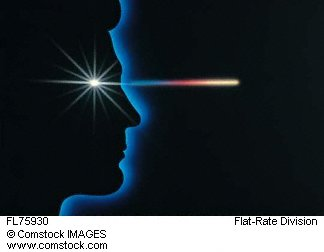 FL75930 Flat-Rate Division
© Comstock IMAGES
www.comstock.com